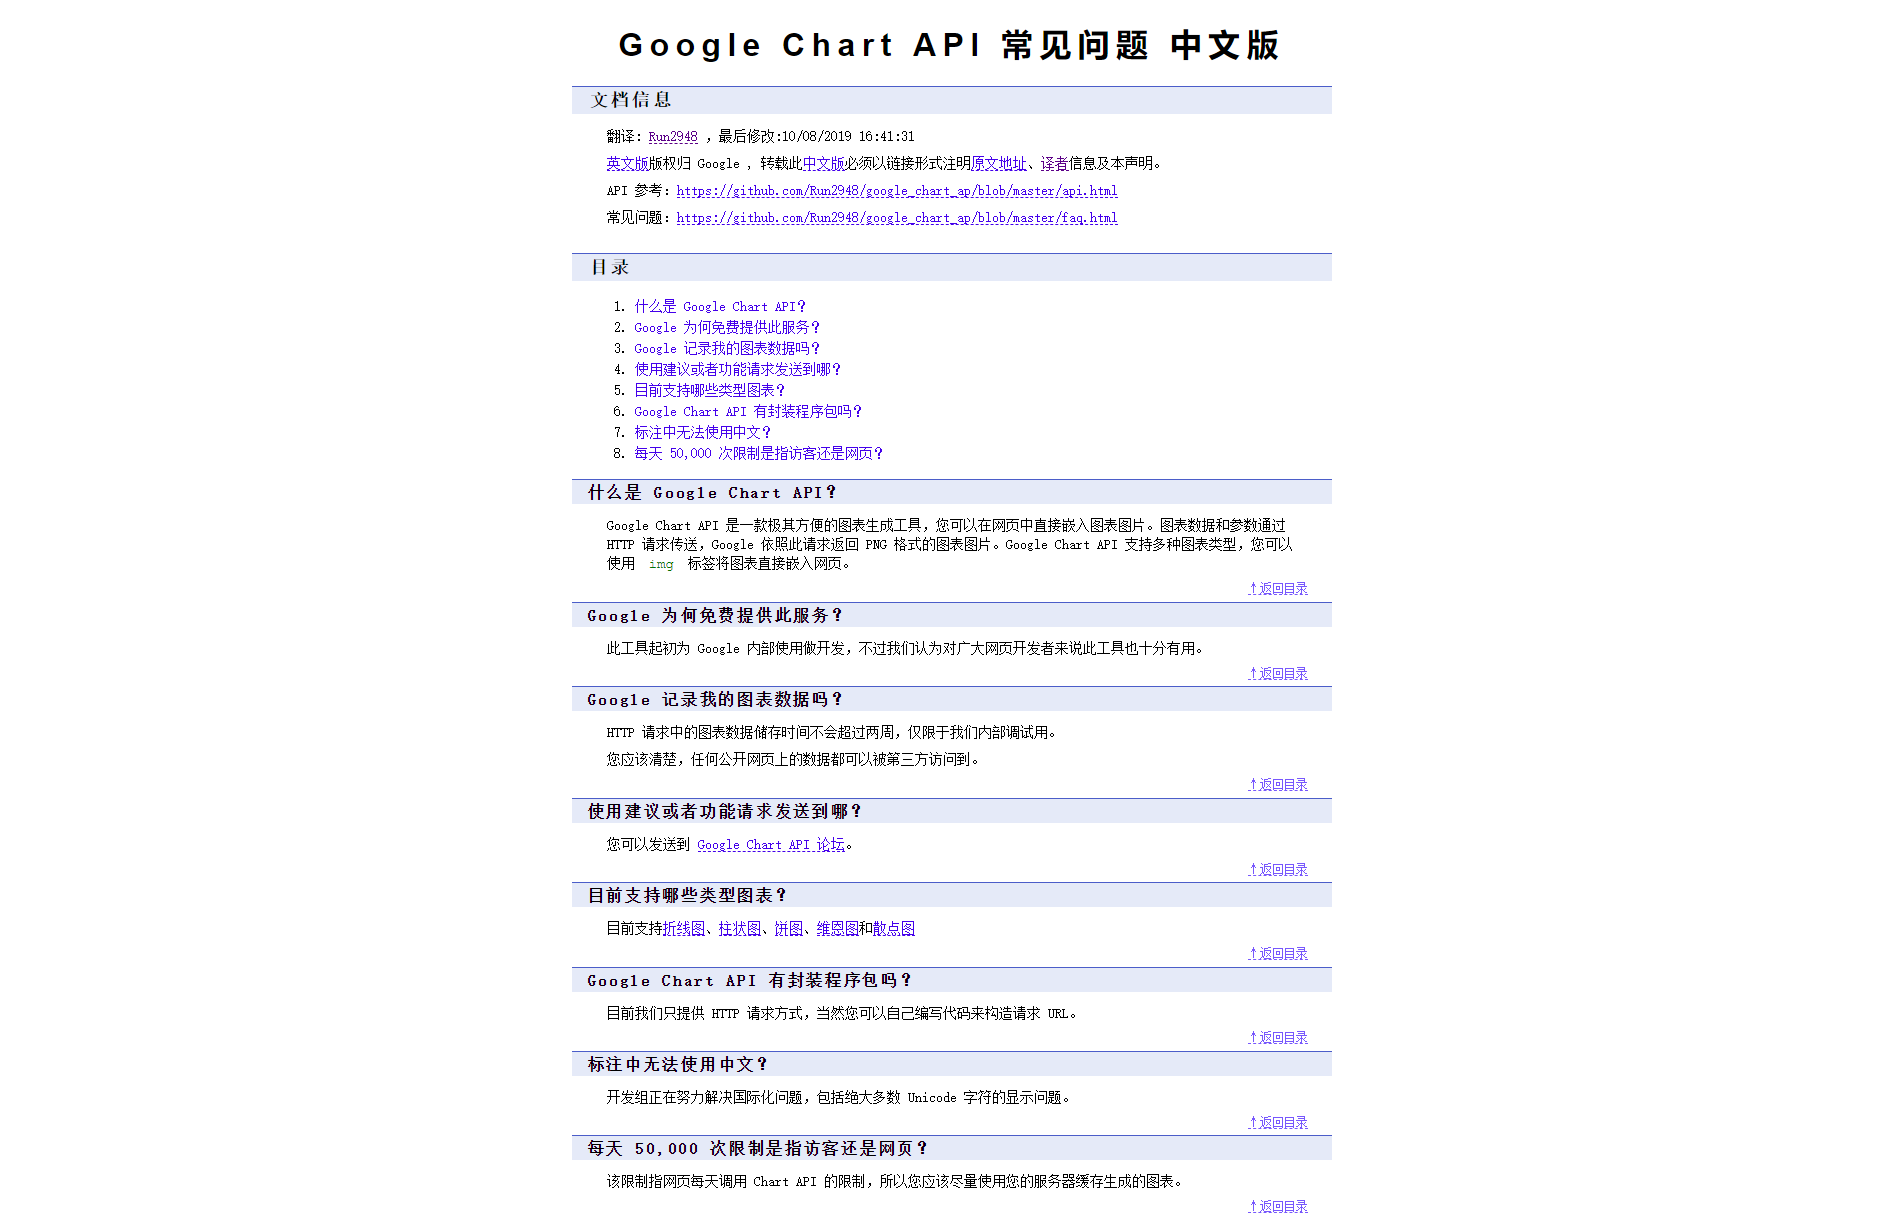 Google Chart API 常见问题 中文版
文档信息
翻译：Run2948 ，最后修改:10/08/2019 16:41:31
英文版版权归 Google ，转载此中文版必须以链接形式注明原文地址、译者信息及本声明。
API 参考：https://github.com/Run2948/google_chart_ap/blob/master/api.html
常见问题：https://github.com/Run2948/google_chart_ap/blob/master/faq.html
目录
1. 什么是 Google Chart API？
2. Google 为何免费提供此服务？
3. Google 记录我的图表数据吗？
4. 使用建议或者功能请求发送到哪？
5. 目前支持哪些类型图表？
6. Google Chart API 有封装程序包吗？
7. 标注中无法使用中文？
8. 每天 50,000 次限制是指访客还是网页？
什么是 Google Chart API？
Google Chart API 是一款极其方便的图表生成工具，您可以在网页中直接嵌入图表图片。图表数据和参数通过
HTTP 请求传送，Google 依照此请求返回 PNG 格式的图表图片。Google Chart API 支持多种图表类型，您可以
使用 img 标签将图表直接嵌入网页。
↑返回目录
Google 为何免费提供此服务？
此工具起初为 Google 内部使用做开发，不过我们认为对广大网页开发者来说此工具也十分有用。
↑返回目录
Google 记录我的图表数据吗？
HTTP 请求中的图表数据储存时间不会超过两周，仅限于我们内部调试用。
您应该清楚，任何公开网页上的数据都可以被第三方访问到。
↑返回目录
使用建议或者功能请求发送到哪？
您可以发送到 Google Chart API 论坛。
↑返回目录
目前支持哪些类型图表？
目前支持折线图、柱状图、饼图、维恩图和散点图
↑返回目录
Google Chart API 有封装程序包吗？
目前我们只提供 HTTP 请求方式，当然您可以自己编写代码来构造请求 URL。
↑返回目录
标注中无法使用中文？
开发组正在努力解决国际化问题，包括绝大多数 Unicode 字符的显示问题。
↑返回目录
每天 50,000 次限制是指访客还是网页？
该限制指网页每天调用 Chart API 的限制，所以您应该尽量使用您的服务器缓存生成的图表。
↑返回目录